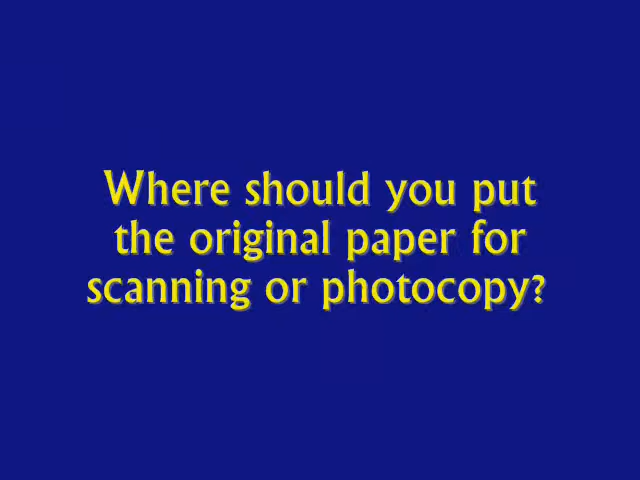 Where should you put
the original paper for
scanning or photocopy?